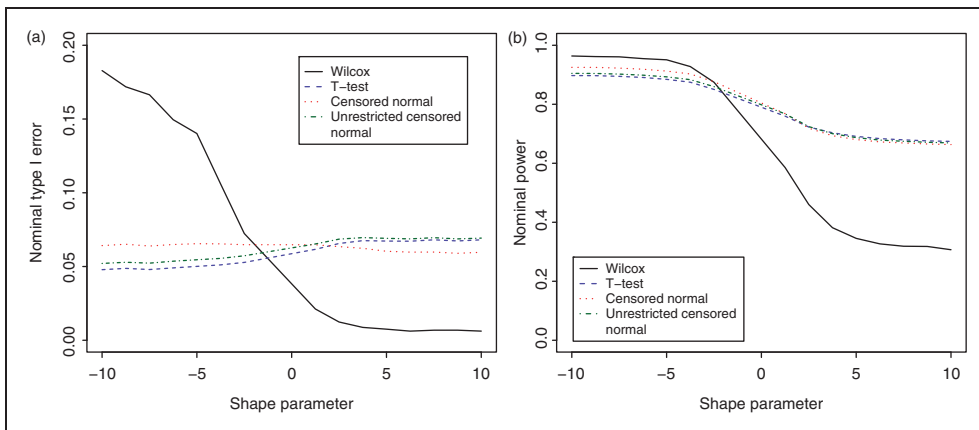 (a)
0.20
0.15
0.10
0.05
0.00
Nominal type I error
Wilcox
T−test
Censored normal
Unrestricted censored
normal
−10
−5
0
5
10
Shape parameter
(b)
1.0
0.8
0.6
0.4
0.2
0.0
Nominal power
Wilcox
T−test
Censored normal
Unrestricted censored
normal
−10
−5
0
5
10
Shape parameter